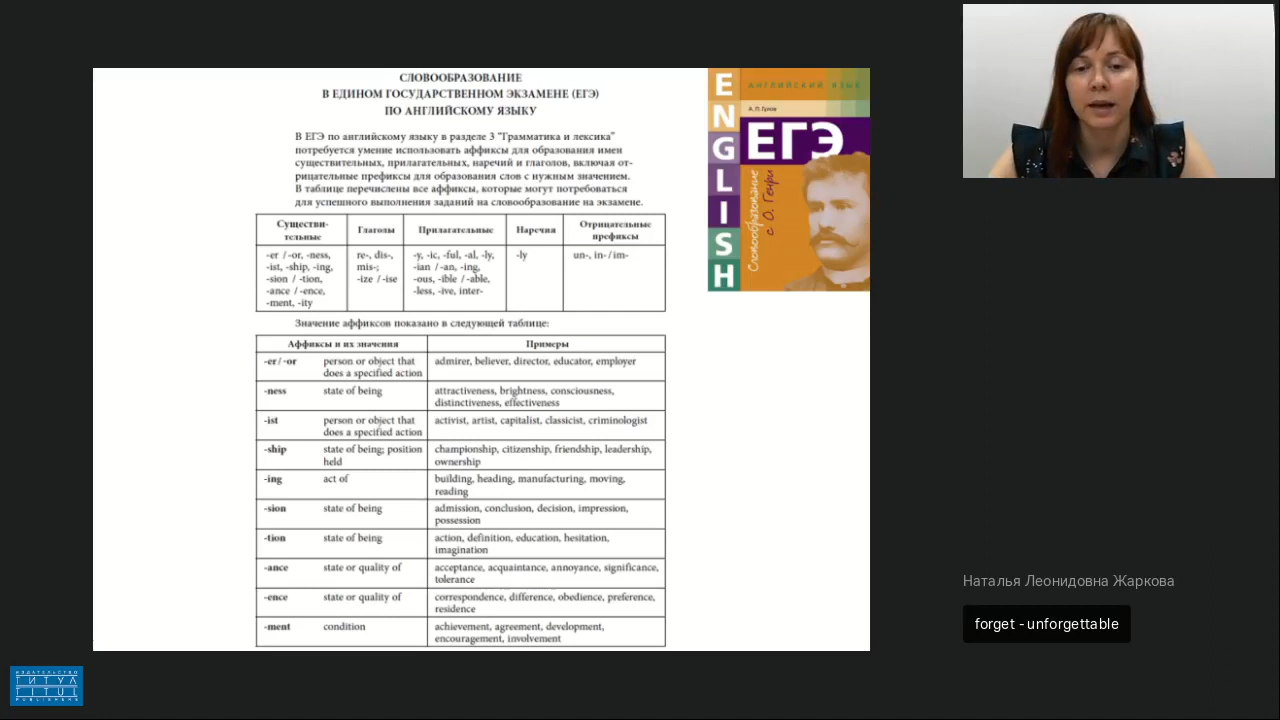 СЛОВООБРАЗОВАНИЕ
В ЕДИНОМ ГОСУДАРСТВЕННОМ ЭКЗАМЕНЕ (ЕГЭ)
ПО АНГЛИЙСКОМУ ЯЗЫКУ
В ЕГЭ по английскому языку в разделе 3 "Грамматика и лексика"
потребуется умение использовать аффиксы для образования имен
существительных, прилагательных, наречий и глаголов, включая от-
рицательные префиксы для образования слов с нужным значением.
В таблице перечислены все аффиксы, которые могут потребоваться
для успешного выполнения заданий на словообразование на экзамене.
Существи-
тельные
Глаголы
Прилагательные
Наречия
Отрицательные
префиксы
-er / -or, -ness,
-ist, -ship, -ing,
-sion / -tion,
-ance / -ence,
-ment, -ity
re-, dis-,
mis-;
-ize / -ise
-y, -ic, -ful, -al, -ly,
-ian / -an, -ing,
-ous, -ible / -able,
-less, -ive, inter-
-ly
un-, in- / im-
Значение аффиксов показано в следующей таблице:
Аффиксы и их значения
Примеры
-er / -or
person or object that
does a specified action
admirer, believer, director, educator, employer
-ness
state of being
attractiveness, brightness, consciousness,
distinctiveness, effectiveness
-ist
person or object that
does a specified action
activist, artist, capitalist, classicist, criminologist
-ship
state of being; position
held
championship, citizenship, friendship, leadership,
ownership
-ing
act of
building, heading, manufacturing, moving,
reading
-sion
state of being
admission, conclusion, decision, impression,
possession
-tion
state of being
action, definition, education, hesitation,
imagination
-ance
state or quality of
acceptance, acquaintance, annoyance, significance,
tolerance
-ence
state or quality of
correspondence, difference, obedience, preference,
residence
-ment
condition
achievement, agreement, development,
encouragement, involvement
ENGLISH
АНГЛИЙСКИЙ ЯЗЫК
А. П. Гулов
ЕГЭ
Словообразование
с О. Генри
Наталья Леонидовна Жаркова
forget - unforgettable
ИЗДАТЕЛЬСТВО
ТИТУЛ
TITUL
PUBLISHERS